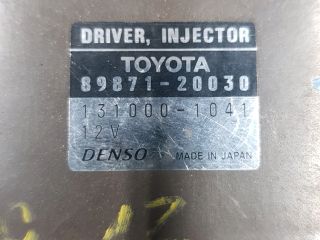 DRIVER, INJECTOR
TOYOTA
89871-20030
131000-1041
12V
DENSO MADE IN JAPAN